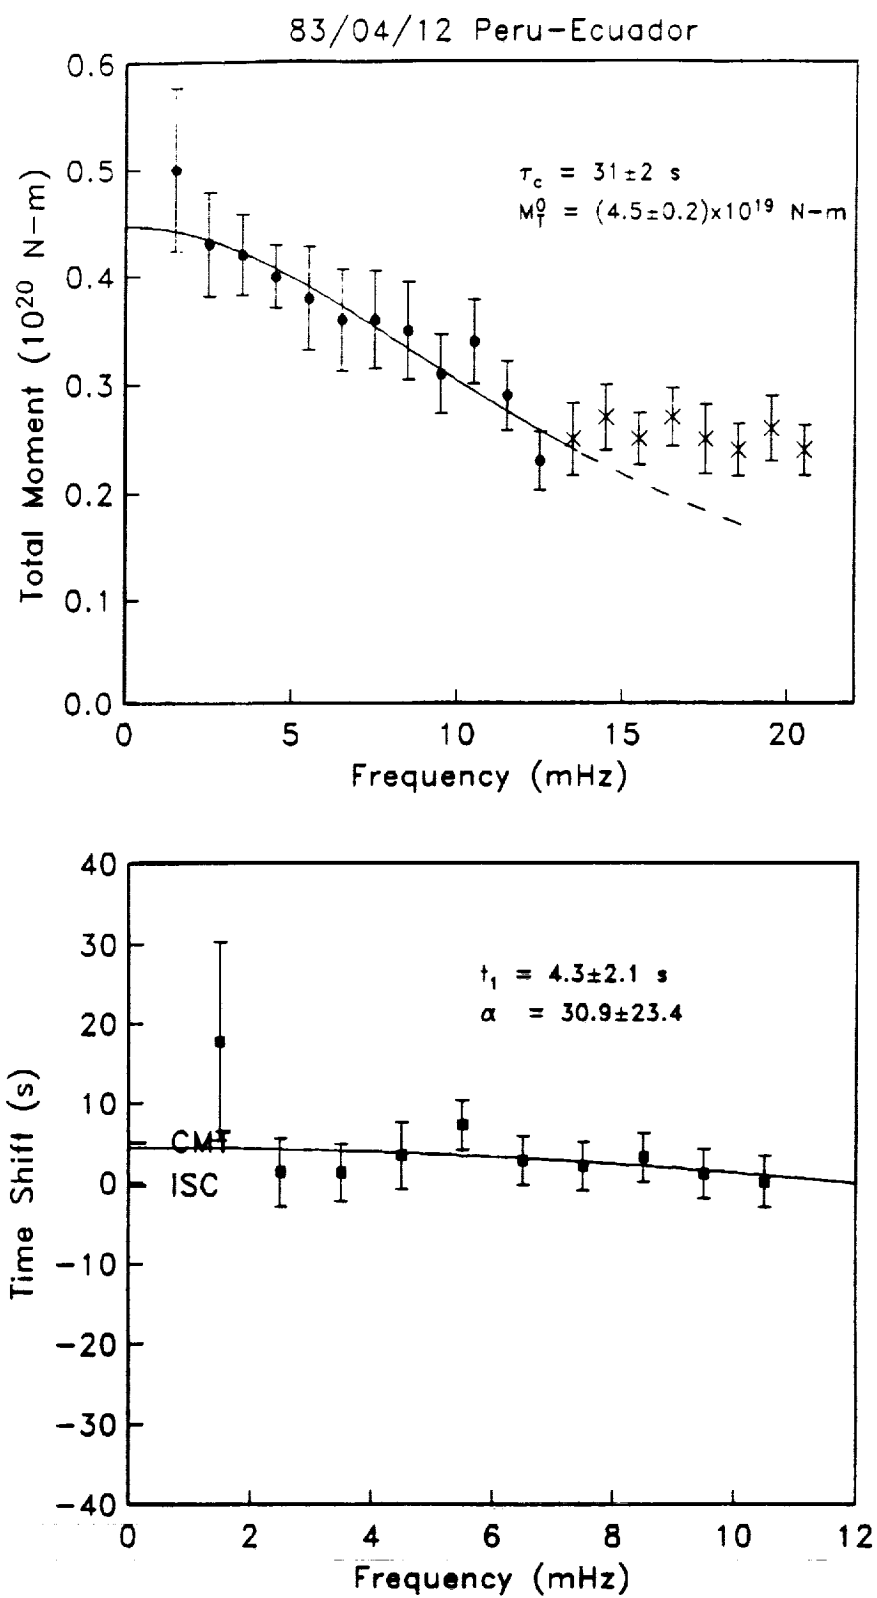 83/04/12 Peru-Ecuador
0.6
0.5
0.4
0.3
0.2
0.1
0.0
Total Moment (10²⁰ N-m)
τc = 31±2 s
M⁰T = (4.5±0.2)x10¹⁹ N-m
0 5 10 15 20
Frequency (mHz)
40
30
20
10
0
-10
-20
-30
-40
Time Shift (s)
t₁ = 4.3±2.1 s
α = 30.9±23.4
CMT
ISC
0 2 4 6 8 10 12
Frequency (mHz)